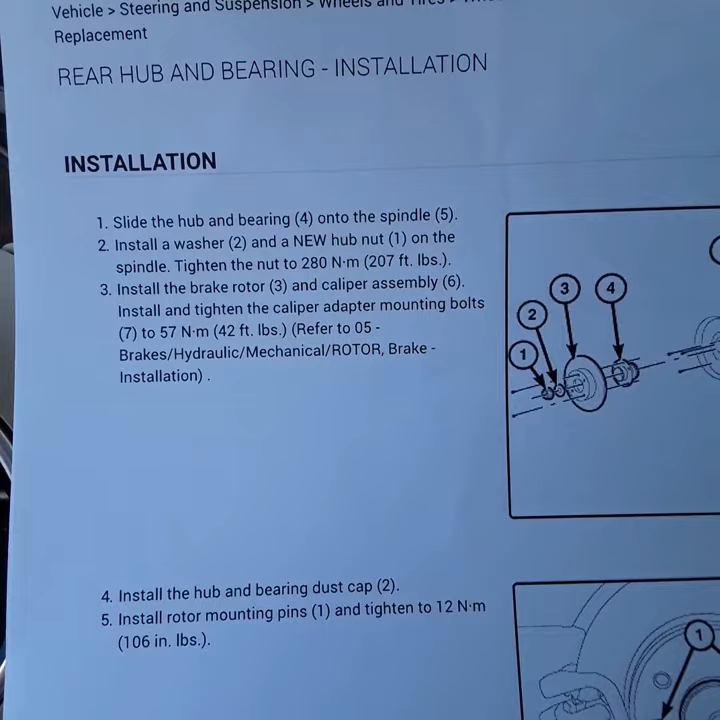 Vehicle > Steering and Suspension > Wheels and Tires >
Replacement
REAR HUB AND BEARING - INSTALLATION
INSTALLATION
1. Slide the hub and bearing (4) onto the spindle (5).
2. Install a washer (2) and a NEW hub nut (1) on the
spindle. Tighten the nut to 280 N·m (207 ft. lbs.).
3. Install the brake rotor (3) and caliper assembly (6).
Install and tighten the caliper adapter mounting bolts
(7) to 57 N·m (42 ft. lbs.) (Refer to 05 -
Brakes/Hydraulic/Mechanical/ROTOR, Brake -
Installation) .
3 4
2
1
4. Install the hub and bearing dust cap (2).
5. Install rotor mounting pins (1) and tighten to 12 N·m
(106 in. lbs.).
1